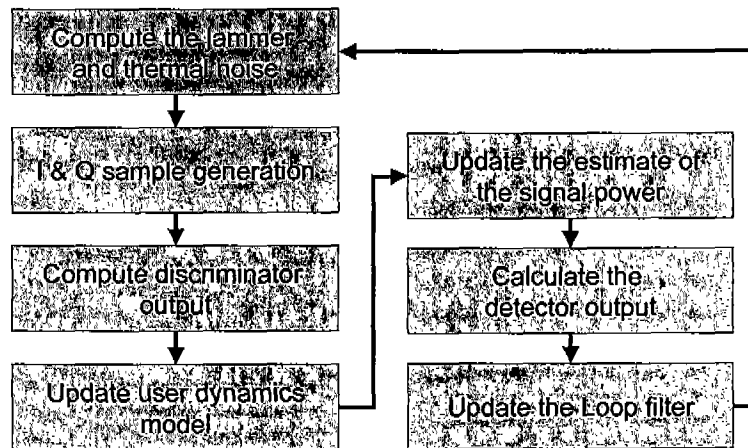 Compute the Jammer
and thermal noise
I & Q sample generation
Compute discriminator
output
Update user dynamics
model
Update the estimate of
the signal power
Calculate the
detector output
Update the Loop filter